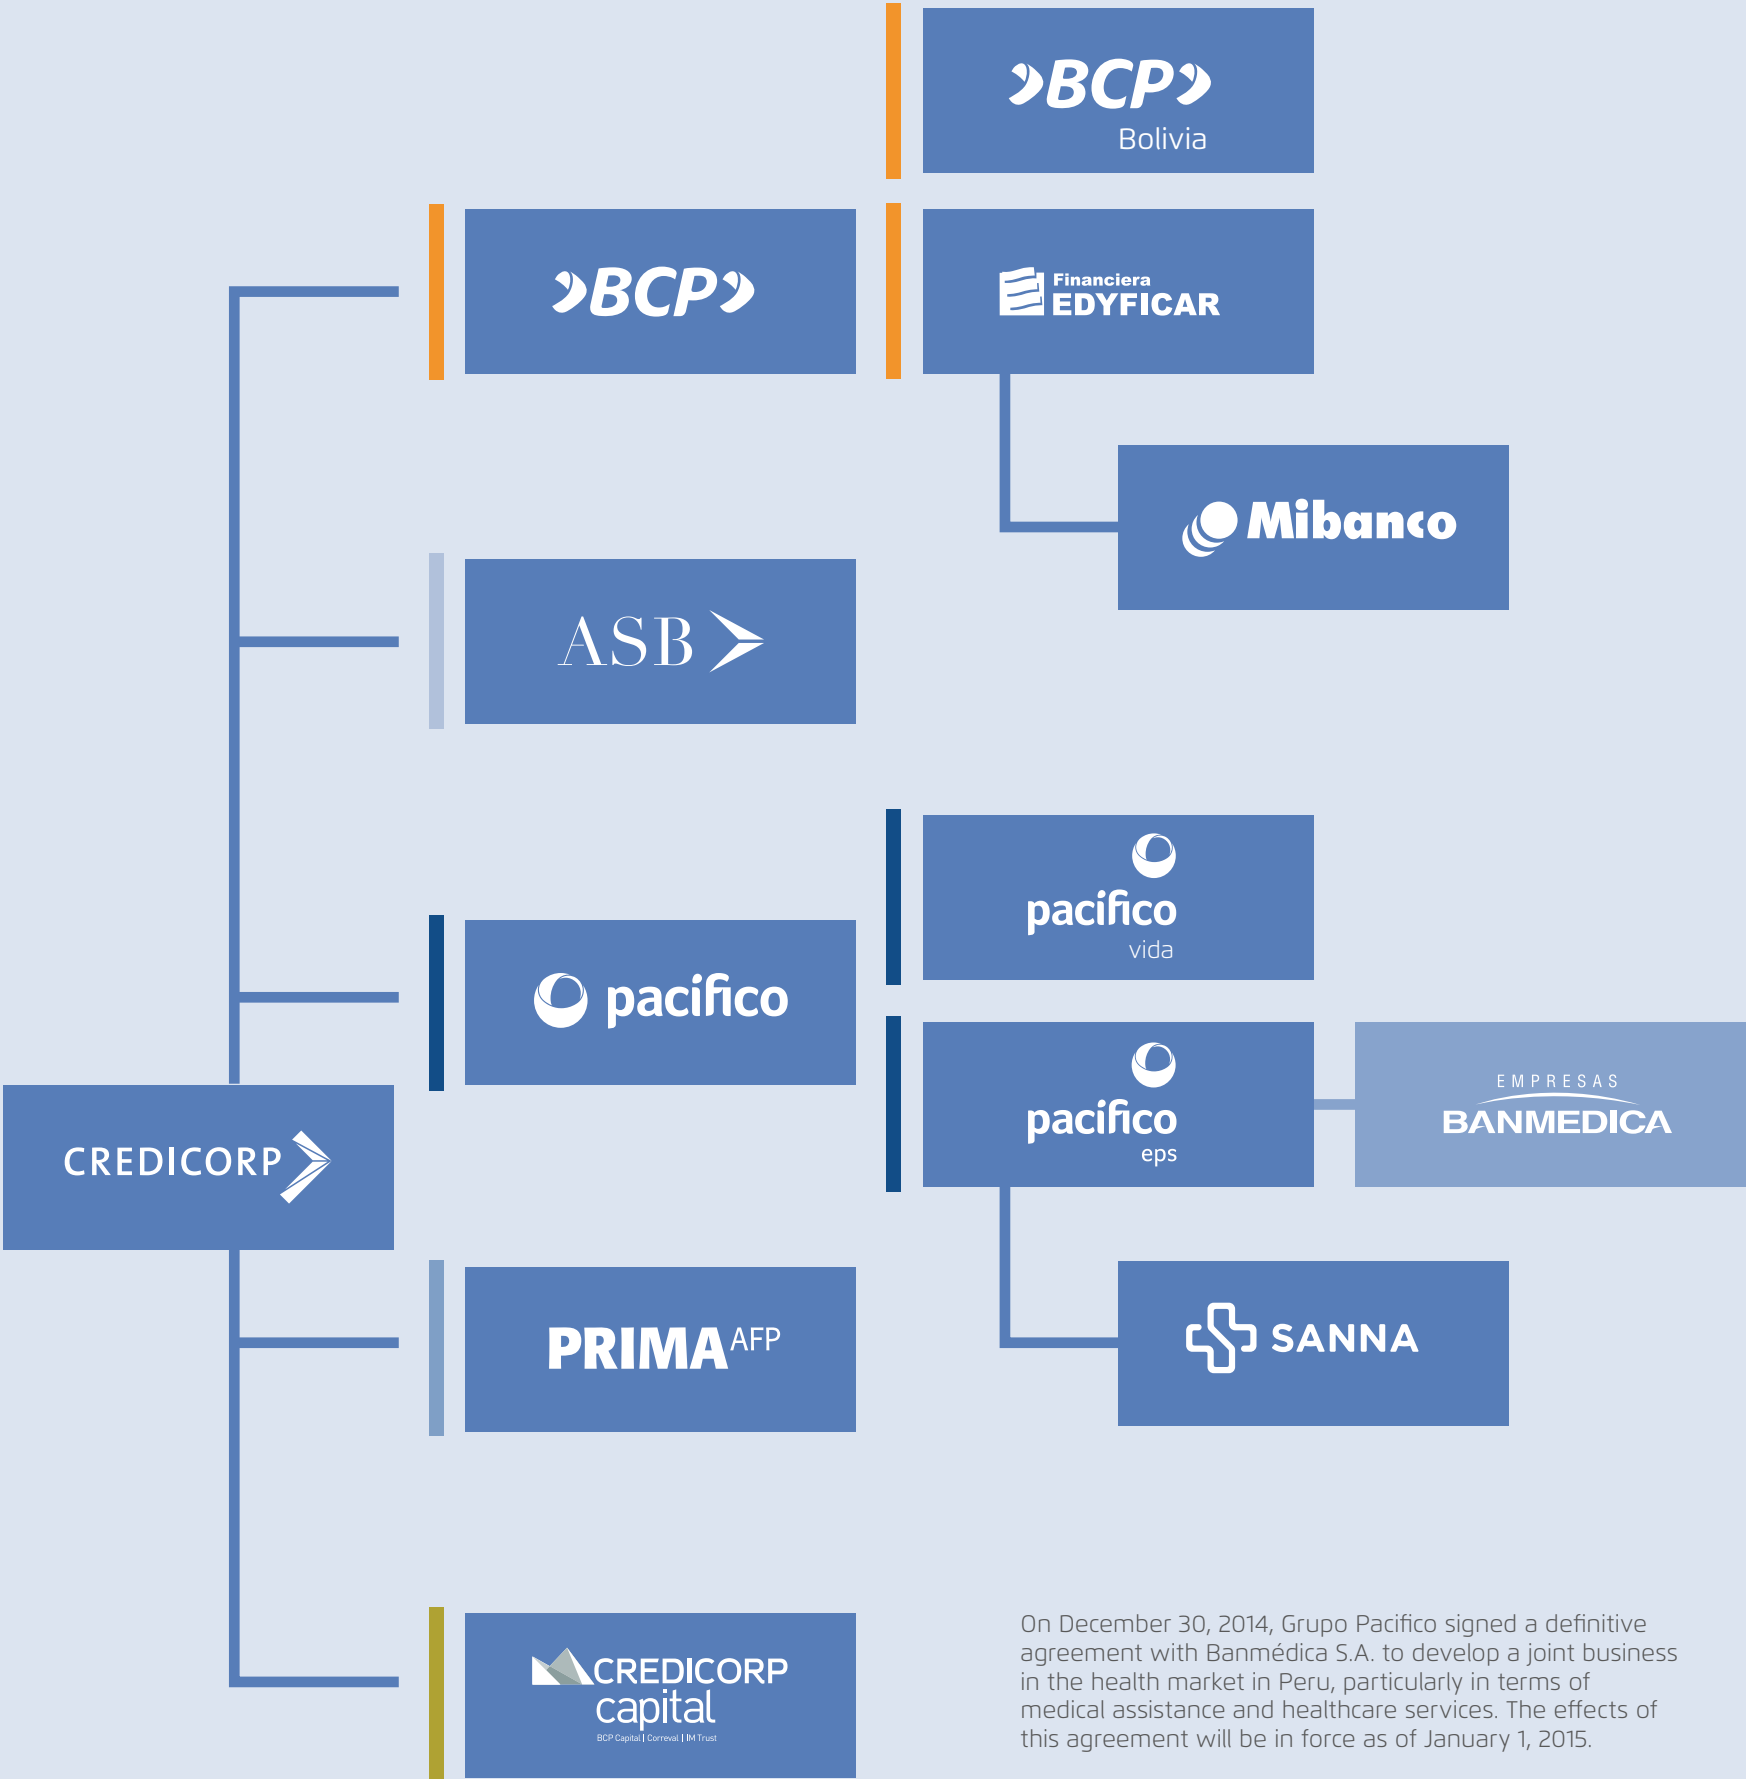 BCP
Bolivia
BCP
Financiera
EDYFICAR
Mibanco
ASB
pacifico
vida
pacifico
pacifico
eps
EMPRESAS
BANMEDICA
CREDICORP
PRIMA AFP
SANNA
CREDICORP
capital
BCP Capital | Correval | IM Trust
On December 30, 2014, Grupo Pacifico signed a definitive
agreement with Banmédica S.A. to develop a joint business
in the health market in Peru, particularly in terms of
medical assistance and healthcare services. The effects of
this agreement will be in force as of January 1, 2015.